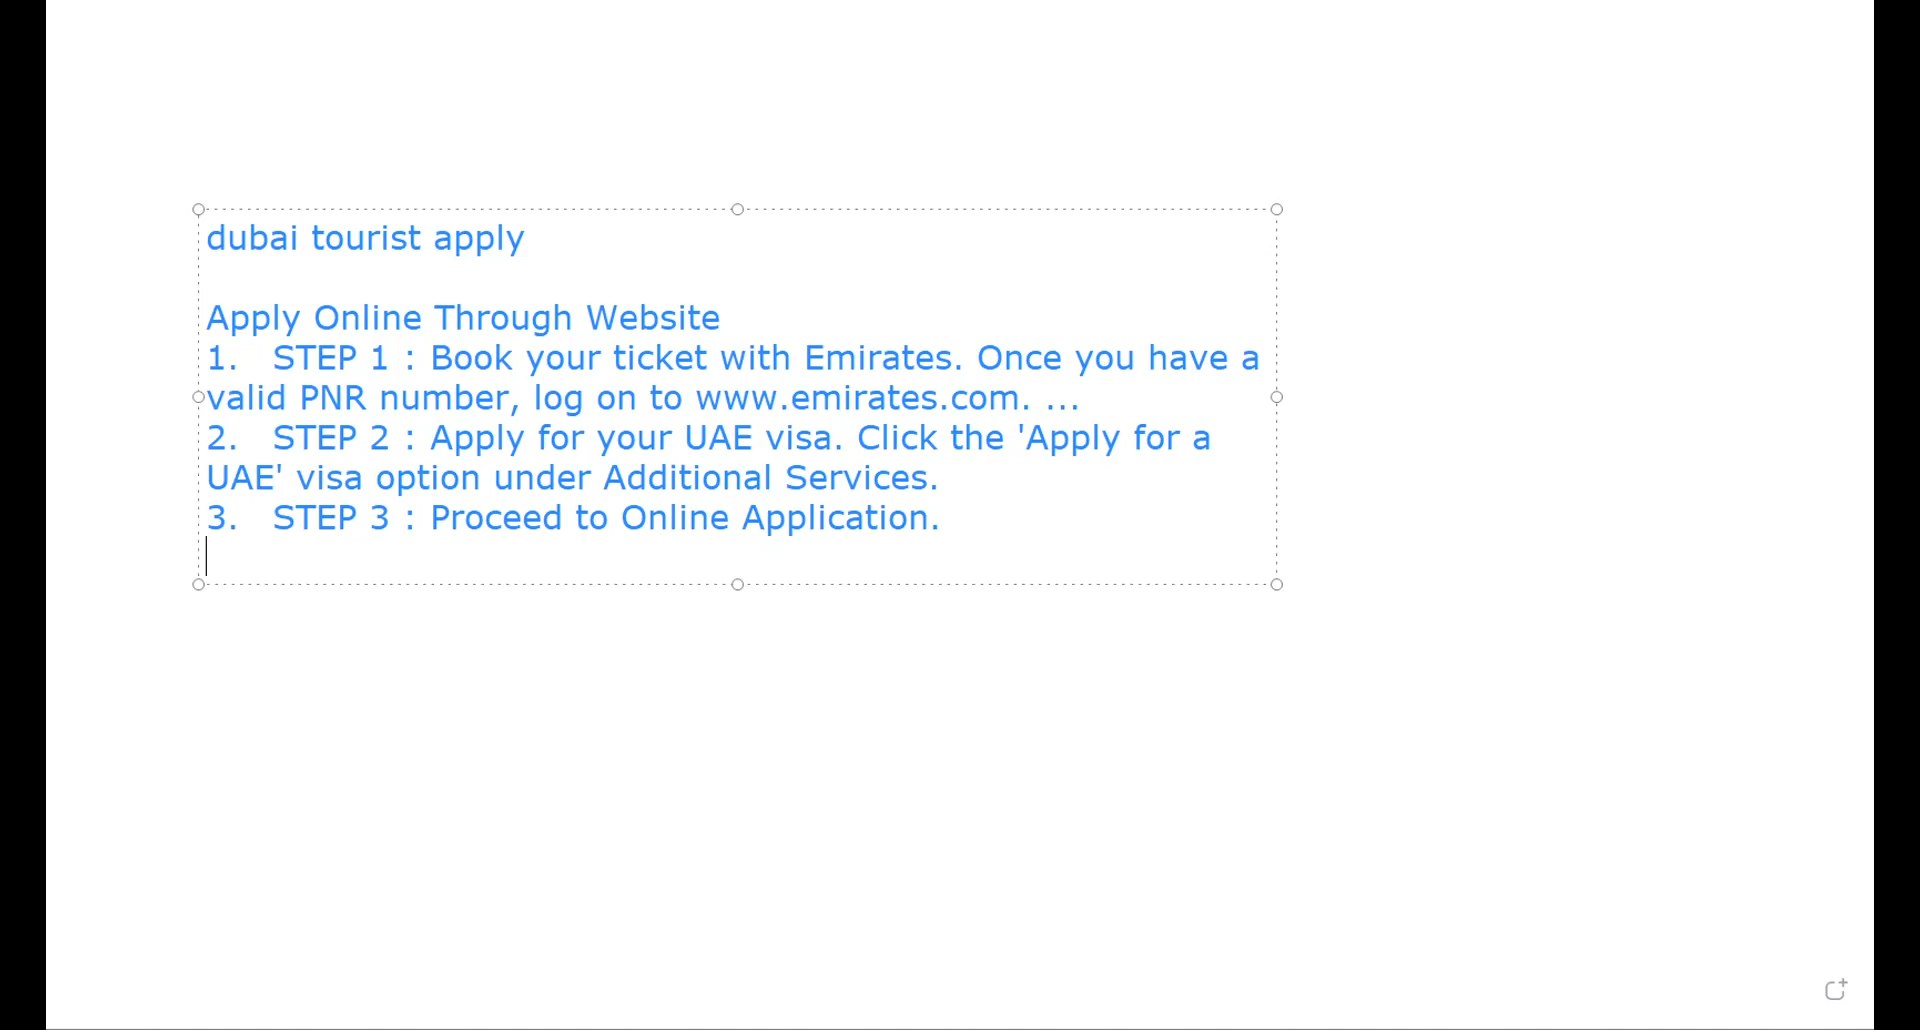 dubai tourist apply
Apply Online Through Website
1. STEP 1 : Book your ticket with Emirates. Once you have a
valid PNR number, log on to www.emirates.com. ...
2. STEP 2 : Apply for your UAE visa. Click the 'Apply for a
UAE' visa option under Additional Services.
3. STEP 3 : Proceed to Online Application.